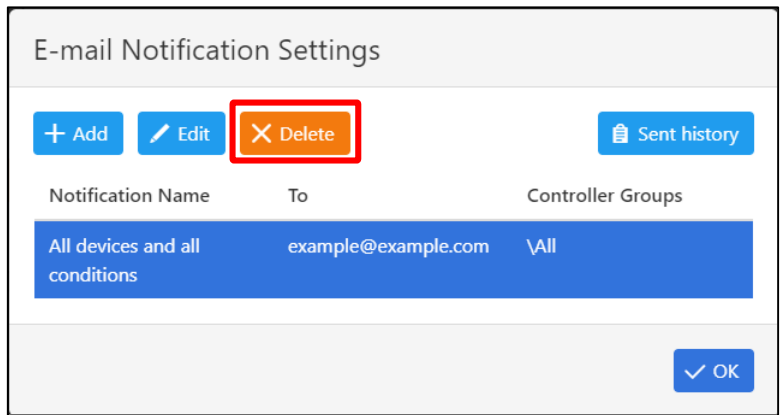 E-mail Notification Settings
Add Edit Delete Sent history
Notification Name To Controller Groups
All devices and all example@example.com \All
conditions
OK